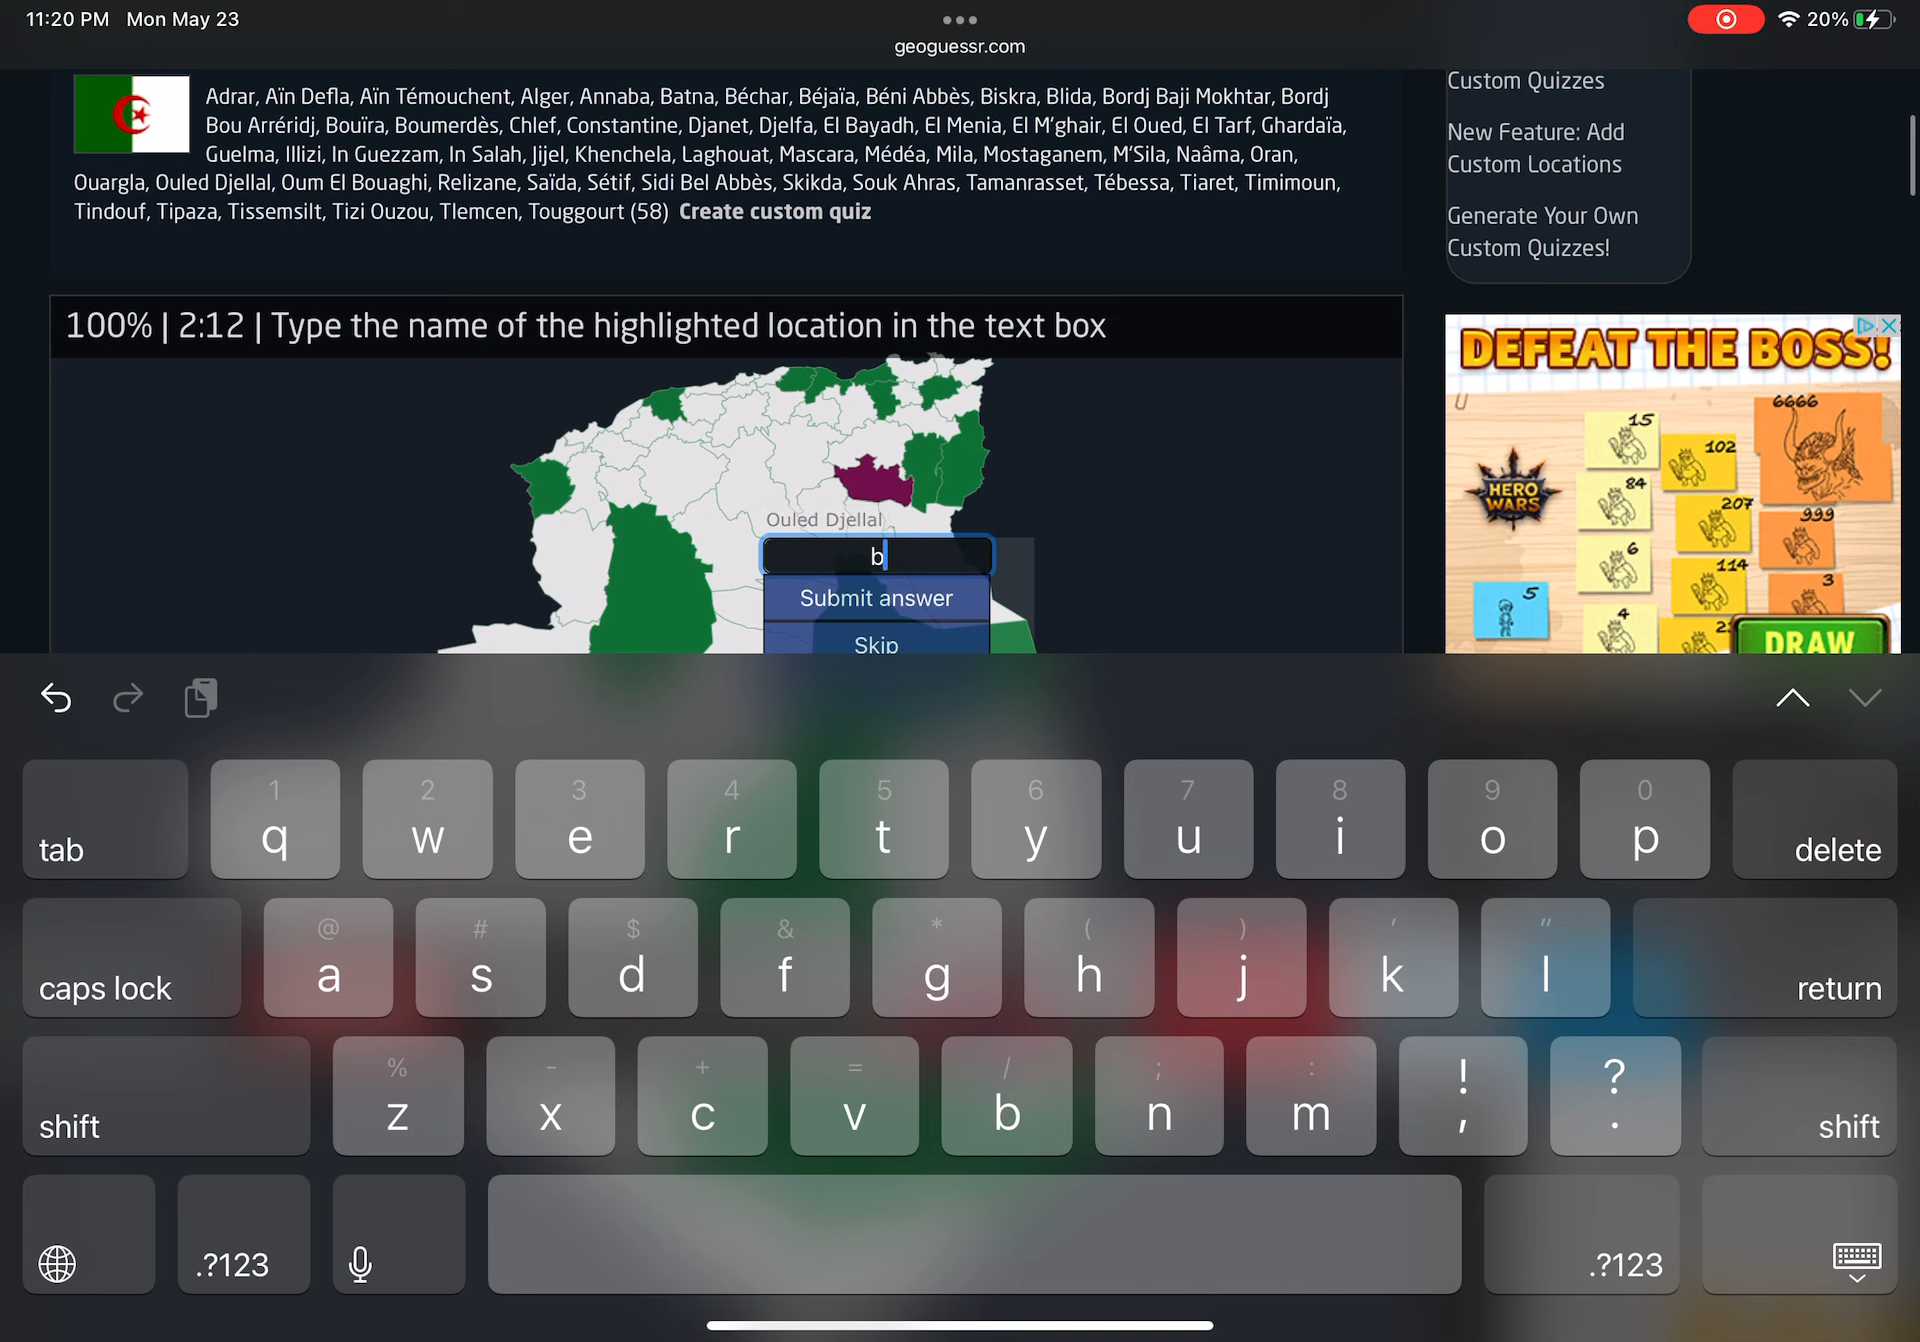 11:20 PM Mon May 23
20%
geoguessr.com
Adrar, Aïn Defla, Aïn Témouchent, Alger, Annaba, Batna, Béchar, Béjaïa, Béni Abbès, Biskra, Blida, Bordj Baji Mokhtar, Bordj
Bou Arréridj, Bouïra, Boumerdès, Chlef, Constantine, Djanet, Djelfa, El Bayadh, El Menia, El M'ghair, El Oued, El Tarf, Ghardaïa,
Guelma, Illizi, In Guezzam, In Salah, Jijel, Khenchela, Laghouat, Mascara, Médéa, Mila, Mostaganem, M'Sila, Naâma, Oran,
Ouargla, Ouled Djellal, Oum El Bouaghi, Relizane, Saïda, Sétif, Sidi Bel Abbès, Skikda, Souk Ahras, Tamanrasset, Tébessa, Tiaret, Timimoun,
Tindouf, Tipaza, Tissemsilt, Tizi Ouzou, Tlemcen, Touggourt (58) Create custom quiz
Custom Quizzes
New Feature: Add
Custom Locations
Generate Your Own
Custom Quizzes!
100% | 2:12 | Type the name of the highlighted location in the text box
Ouled Djellal
b
Submit answer
Skip
DEFEAT THE BOSS!
6666
15
102
84
207
999
6
114
3
5
4
HERO
WARS
DRAW
1 2 3 4 5 6 7 8 9 0
tab q w e r t y u i o p delete
@ # $ & * ( ) ' "
caps lock a s d f g h j k l return
% - + = / ; : ! ?
shift z x c v b n m , . shift
.?123 .?123